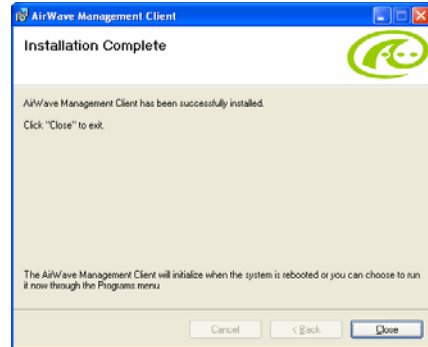 AirWave Management Client
Installation Complete
AirWave Management Client has been successfully installed.
Click "Close" to exit.
The AirWave Management Client will initialize when the system is rebooted or you can choose to run
it now through the Programs menu
Cancel
< Back
Close